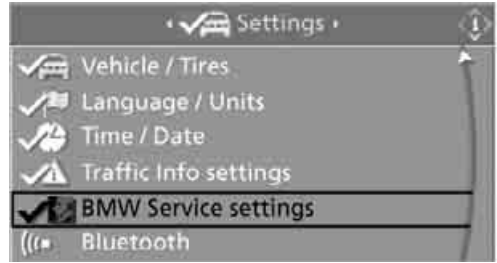 Settings
Vehicle / Tires
Language / Units
Time / Date
Traffic Info settings
BMW Service settings
Bluetooth